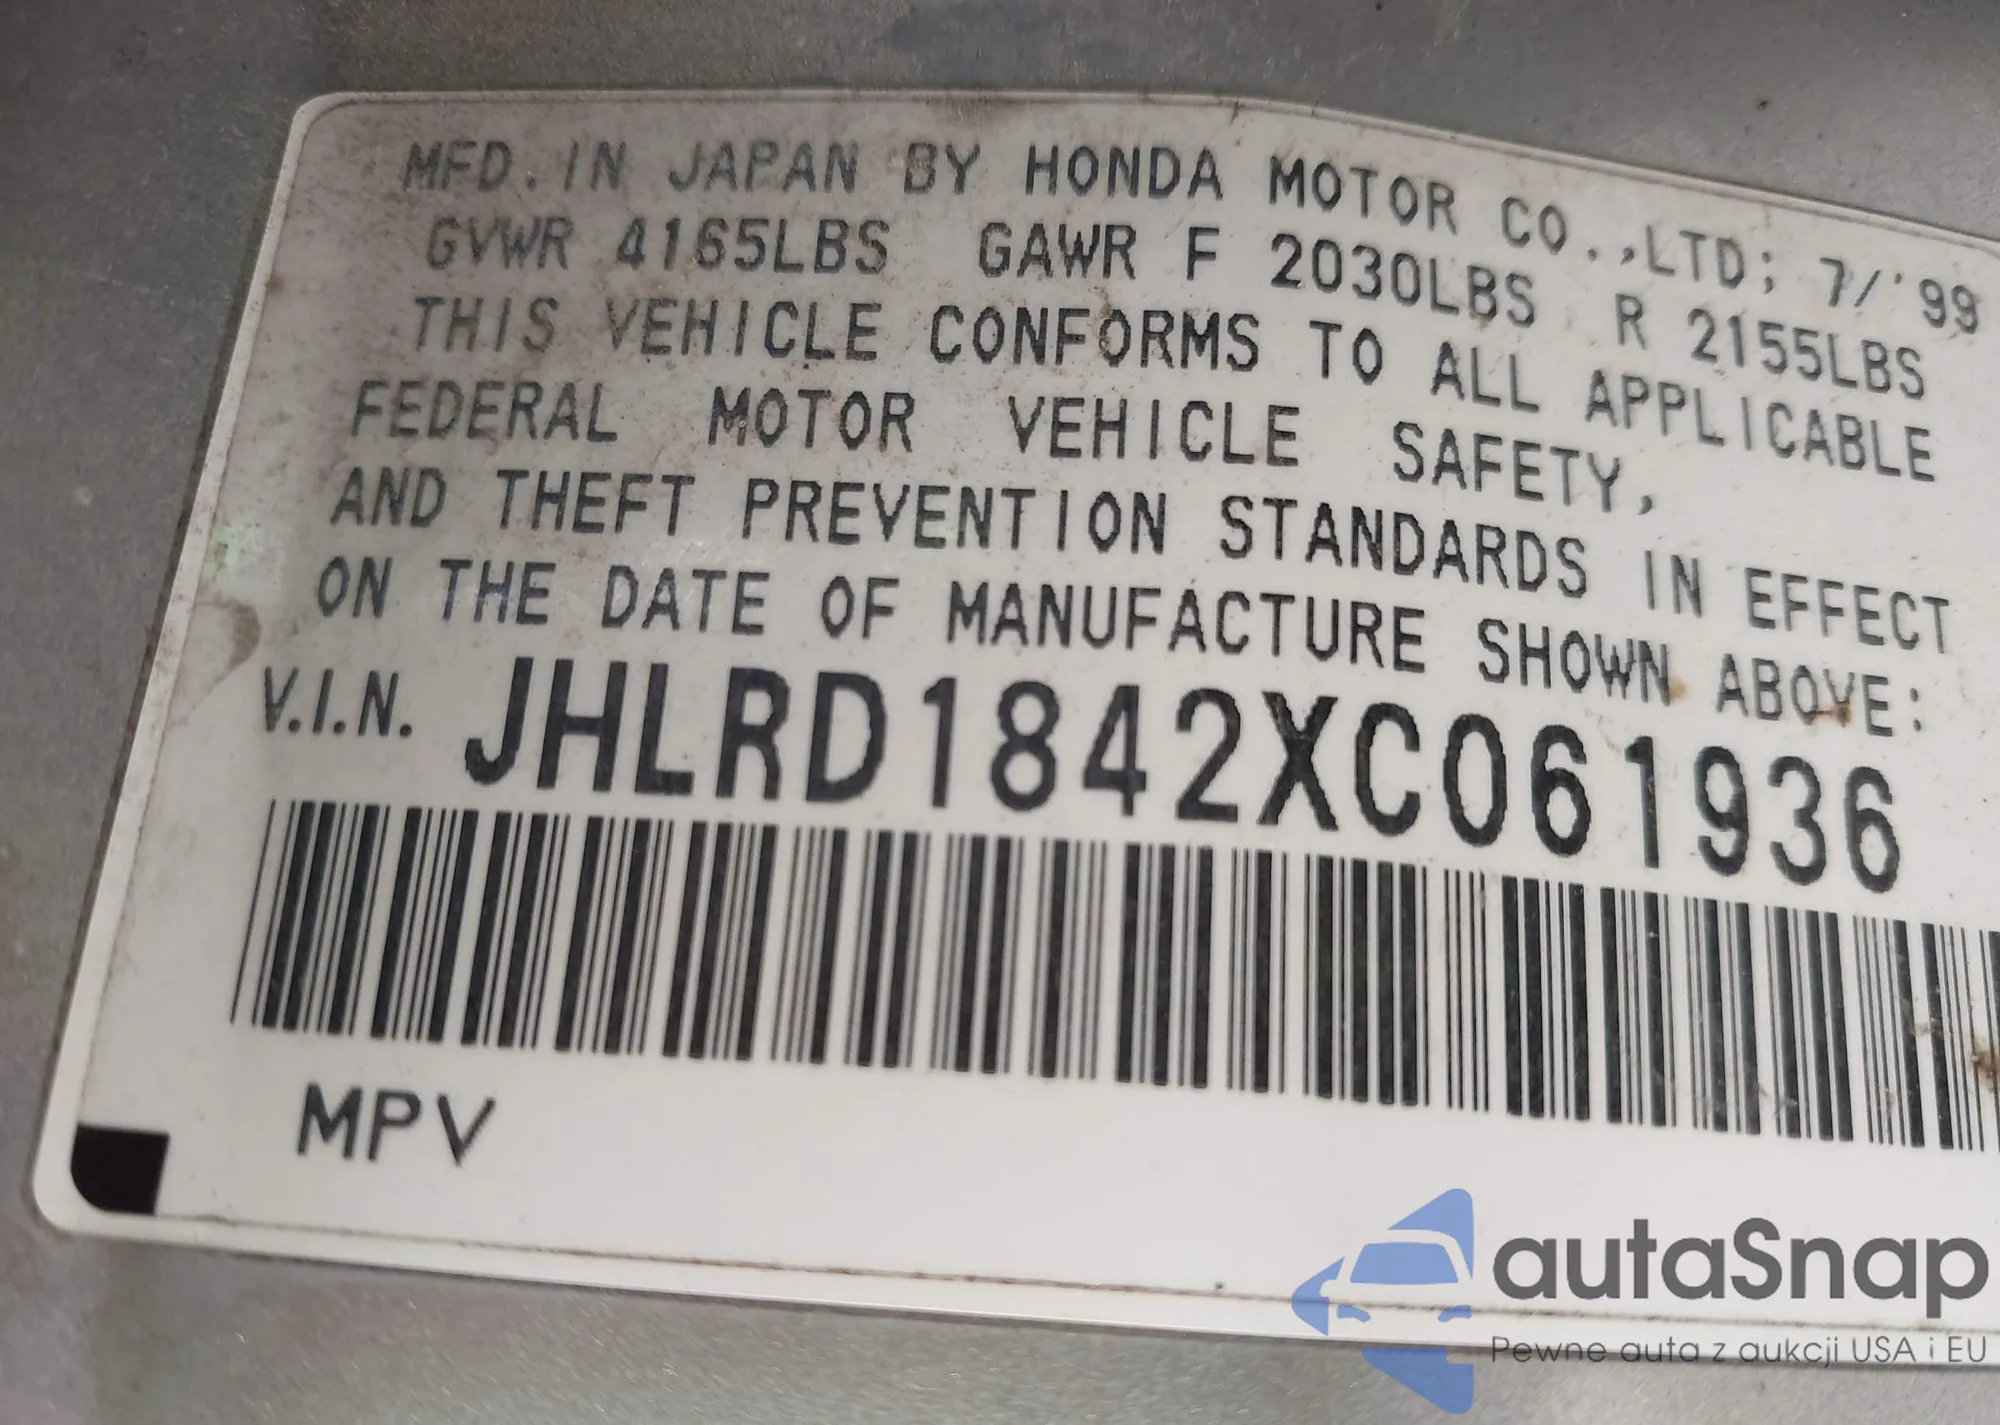 MFD. IN JAPAN BY HONDA MOTOR CO.,LTD; 7/'99
GVWR 4165LBS GAWR F 2030LBS R 2155LBS
THIS VEHICLE CONFORMS TO ALL APPLICABLE
FEDERAL MOTOR VEHICLE SAFETY,
AND THEFT PREVENTION STANDARDS IN EFFECT
ON THE DATE OF MANUFACTURE SHOWN ABOVE:
V.I.N. JHLRD1842XC061936
MPV
autaSnap
Pewne auta z aukcji USA i EU